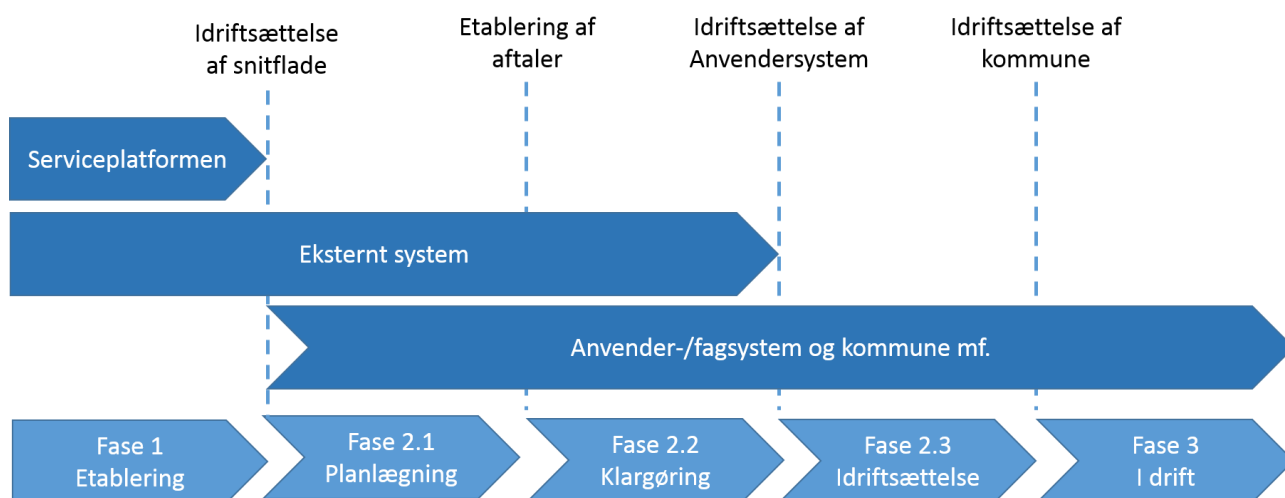 Idriftsættelse
af snitflade
Etablering af
aftaler
Idriftsættelse af
Anvendersystem
Idriftsættelse af
kommune
Serviceplatformen
Eksternt system
Anvender-/fagsystem og kommune mf.
Fase 1
Etablering
Fase 2.1
Planlægning
Fase 2.2
Klargøring
Fase 2.3
Idriftsættelse
Fase 3
I drift